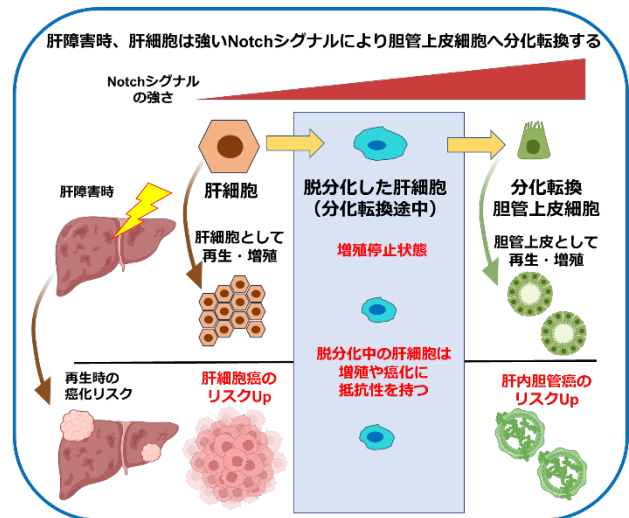 肝障害時、肝細胞は強いNotchシグナルにより胆管上皮細胞へ分化転換する
Notchシグナル
の強さ
肝障害時
肝細胞
脱分化した肝細胞
（分化転換途中）
分化転換
胆管上皮細胞
肝細胞として
再生・増殖
増殖停止状態
胆管上皮として
再生・増殖
脱分化中の肝細胞は
増殖や癌化に
抵抗性を持つ
再生時の
癌化リスク
肝細胞癌の
リスクUp
肝内胆管癌の
リスクUp